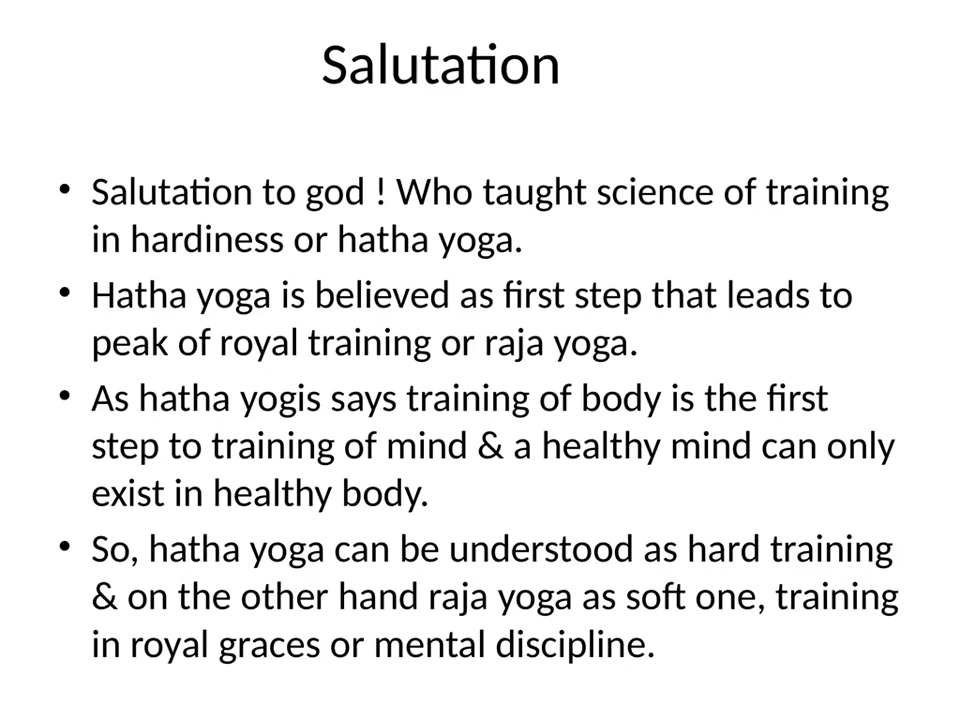 Salutation
• Salutation to god ! Who taught science of training
in hardiness or hatha yoga.
• Hatha yoga is believed as first step that leads to
peak of royal training or raja yoga.
• As hatha yogis says training of body is the first
step to training of mind & a healthy mind can only
exist in healthy body.
• So, hatha yoga can be understood as hard training
& on the other hand raja yoga as soft one, training
in royal graces or mental discipline.